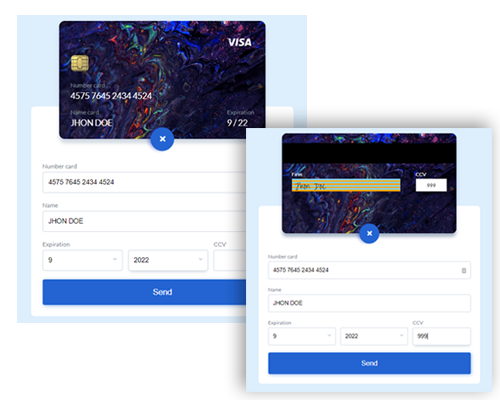 VISA
Number card
4575 7645 2434 4524
Name card
Expiration
JHON DOE
9 / 22
Number card
4575 7645 2434 4524
Name
JHON DOE
Expiration
CCV
9
2022
Send
Firm
CCV
Jhon Doe
999
Number card
4575 7645 2434 4524
Name
JHON DOE
Expiration
CCV
9
2022
999
Send